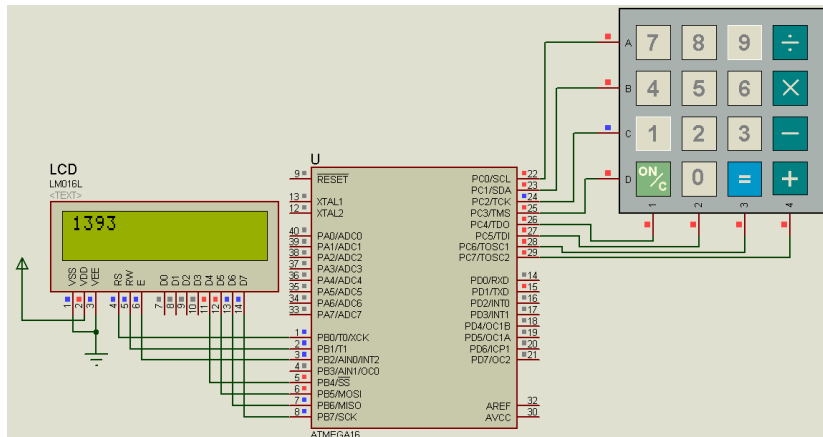 A 7 8 9 ÷
B 4 5 6 ×
C 1 2 3 −
D ON/C 0 = +
1 2 3 4
LCD
LM016L
<TEXT>
1393
VSS VDD VEE RS RW E D0 D1 D2 D3 D4 D5 D6 D7
1 2 3 4 5 6 7 8 9 10 11 12 13 14
U
9 RESET PC0/SCL 22
PC1/SDA 23
13 XTAL1 PC2/TCK 24
12 XTAL2 PC3/TMS 25
PC4/TDO 26
40 PA0/ADC0 PC5/TDI 27
39 PA1/ADC1 PC6/TOSC1 28
38 PA2/ADC2 PC7/TOSC2 29
37 PA3/ADC3
36 PA4/ADC4 PD0/RXD 14
35 PA5/ADC5 PD1/TXD 15
34 PA6/ADC6 PD2/INT0 16
33 PA7/ADC7 PD3/INT1 17
PD4/OC1B 18
1 PB0/T0/XCK PD5/OC1A 19
2 PB1/T1 PD6/ICP1 20
3 PB2/AIN0/INT2 PD7/OC2 21
4 PB3/AIN1/OC0
5 PB4/SS
6 PB5/MOSI
7 PB6/MISO AREF 32
8 PB7/SCK AVCC 30
ATMEGA16